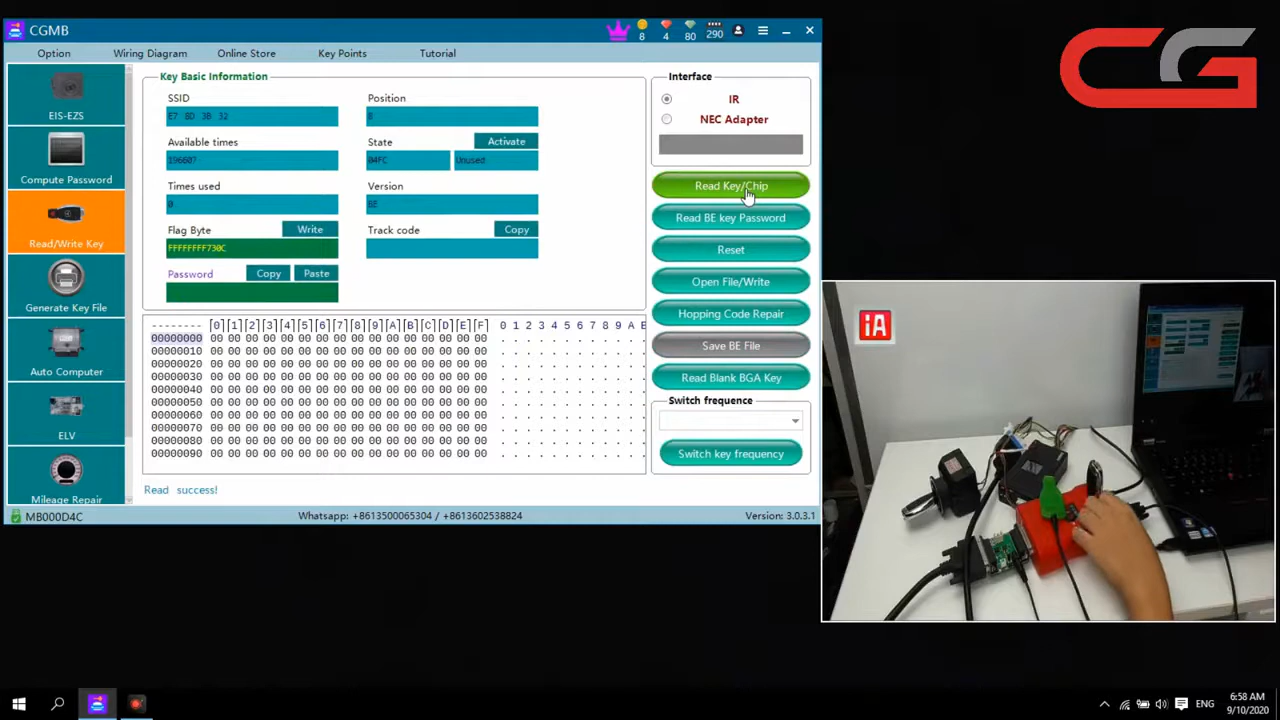 CGMB
8 4 80 290
Option Wiring Diagram Online Store Key Points Tutorial
EIS-EZS
Compute Password
Read/Write Key
Generate Key File
Auto Computer
ELV
Mileage Repair
Key Basic Information
SSID Position
E7 8D 3B 32 8
Available times State Activate
196607 04FC Unused
Times used Version
0 BE
Flag Byte Write Track code Copy
FFFFFFFF730C
Password Copy Paste
-------- [0][1][2][3][4][5][6][7][8][9][A][B][C][D][E][F] 0 1 2 3 4 5 6 7 8 9 A B
00000000 00 00 00 00 00 00 00 00 00 00 00 00 00 00 00 00 . . . . . . . . . . . .
00000010 00 00 00 00 00 00 00 00 00 00 00 00 00 00 00 00 . . . . . . . . . . . .
00000020 00 00 00 00 00 00 00 00 00 00 00 00 00 00 00 00 . . . . . . . . . . . .
00000030 00 00 00 00 00 00 00 00 00 00 00 00 00 00 00 00 . . . . . . . . . . . .
00000040 00 00 00 00 00 00 00 00 00 00 00 00 00 00 00 00 . . . . . . . . . . . .
00000050 00 00 00 00 00 00 00 00 00 00 00 00 00 00 00 00 . . . . . . . . . . . .
00000060 00 00 00 00 00 00 00 00 00 00 00 00 00 00 00 00 . . . . . . . . . . . .
00000070 00 00 00 00 00 00 00 00 00 00 00 00 00 00 00 00 . . . . . . . . . . . .
00000080 00 00 00 00 00 00 00 00 00 00 00 00 00 00 00 00 . . . . . . . . . . . .
00000090 00 00 00 00 00 00 00 00 00 00 00 00 00 00 00 00 . . . . . . . . . . . .
Read success!
Interface
IR
NEC Adapter
Read Key/Chip
Read BE key Password
Reset
Open File/Write
Hopping Code Repair
Save BE File
Read Blank BGA Key
Switch frequency
Switch key frequency
MB000D4C Whatsapp: +8613500065304 / +8613602538824 Version: 3.0.3.1
CG
iA
ENG
6:58 AM
9/10/2020